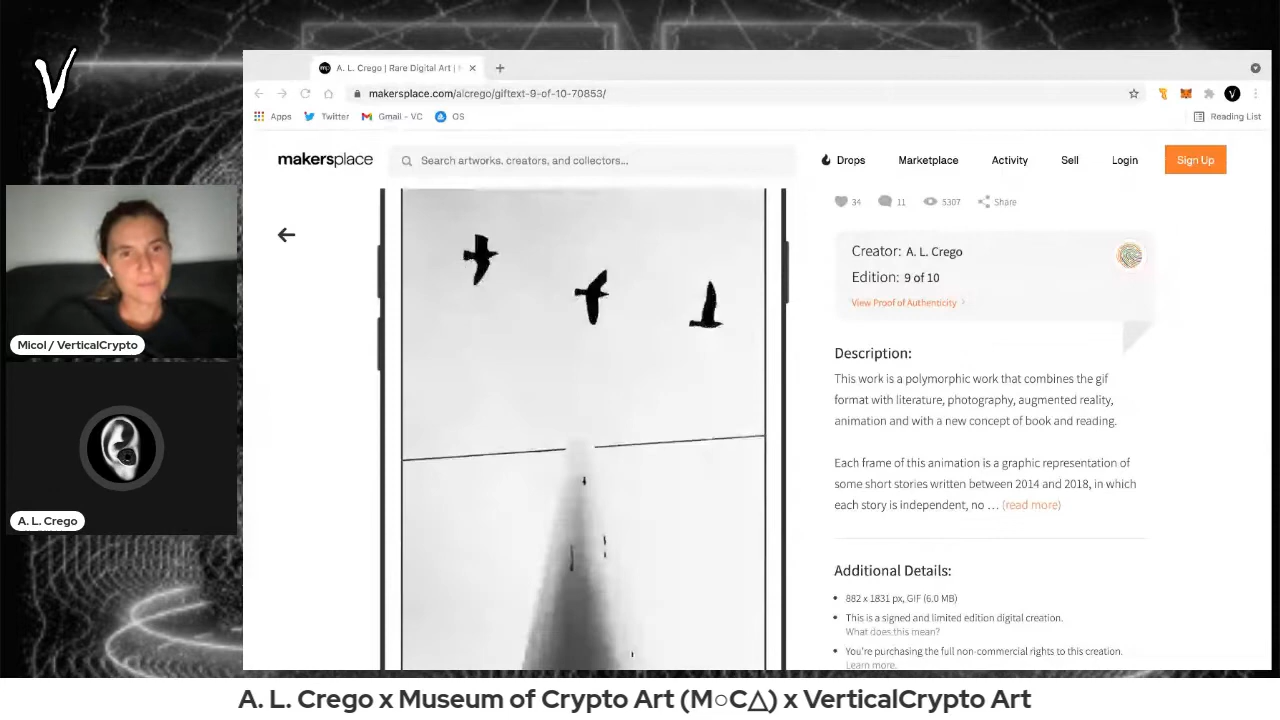 V
A. L. Crego | Rare Digital Art |
makersplace.com/alcrego/giftext-9-of-10-70853/
Apps Twitter Gmail - VC OS Reading List
makersplace Search artworks, creators, and collectors... Drops Marketplace Activity Sell Login Sign Up
34 11 5307 Share
Creator: A. L. Crego
Edition: 9 of 10
View Proof of Authenticity
Micol / VerticalCrypto
Description:
This work is a polymorphic work that combines the gif
format with literature, photography, augmented reality,
animation and with a new concept of book and reading.
Each frame of this animation is a graphic representation of
some short stories written between 2014 and 2018, in which
each story is independent, no ... (read more)
A. L. Crego
Additional Details:
882 x 1831 px, GIF (6.0 MB)
This is a signed and limited edition digital creation.
What does this mean?
You're purchasing the full non-commercial rights to this creation.
Learn more.
A. L. Crego x Museum of Crypto Art (M○C△) x VerticalCrypto Art